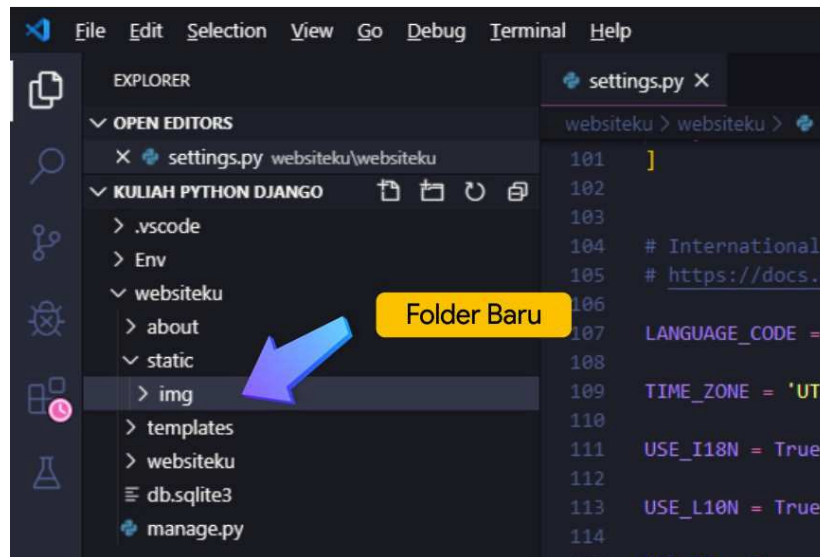 File Edit Selection View Go Debug Terminal Help
EXPLORER
OPEN EDITORS
settings.py websiteku\websiteku
KULIAH PYTHON DJANGO
.vscode
Env
websiteku
about
static
img
templates
websiteku
db.sqlite3
manage.py
Folder Baru
settings.py
websiteku > websiteku >
101 ]
102
103
104 # International
105 # https://docs.
106
107 LANGUAGE_CODE =
108
109 TIME_ZONE = 'UT
110
111 USE_I18N = True
112
113 USE_L10N = True
114